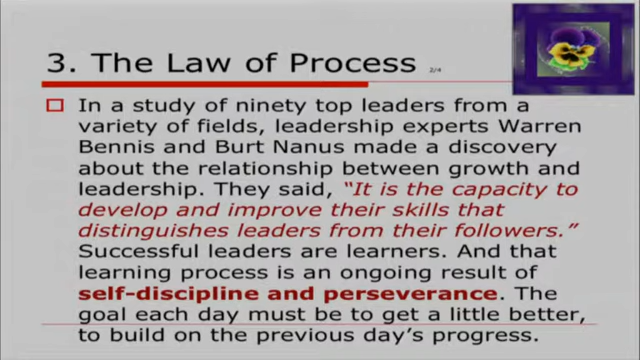 3. The Law of Process 2/4
In a study of ninety top leaders from a
variety of fields, leadership experts Warren
Bennis and Burt Nanus made a discovery
about the relationship between growth and
leadership. They said, “It is the capacity to
develop and improve their skills that
distinguishes leaders from their followers.”
Successful leaders are learners. And that
learning process is an ongoing result of
self-discipline and perseverance. The
goal each day must be to get a little better,
to build on the previous day’s progress.